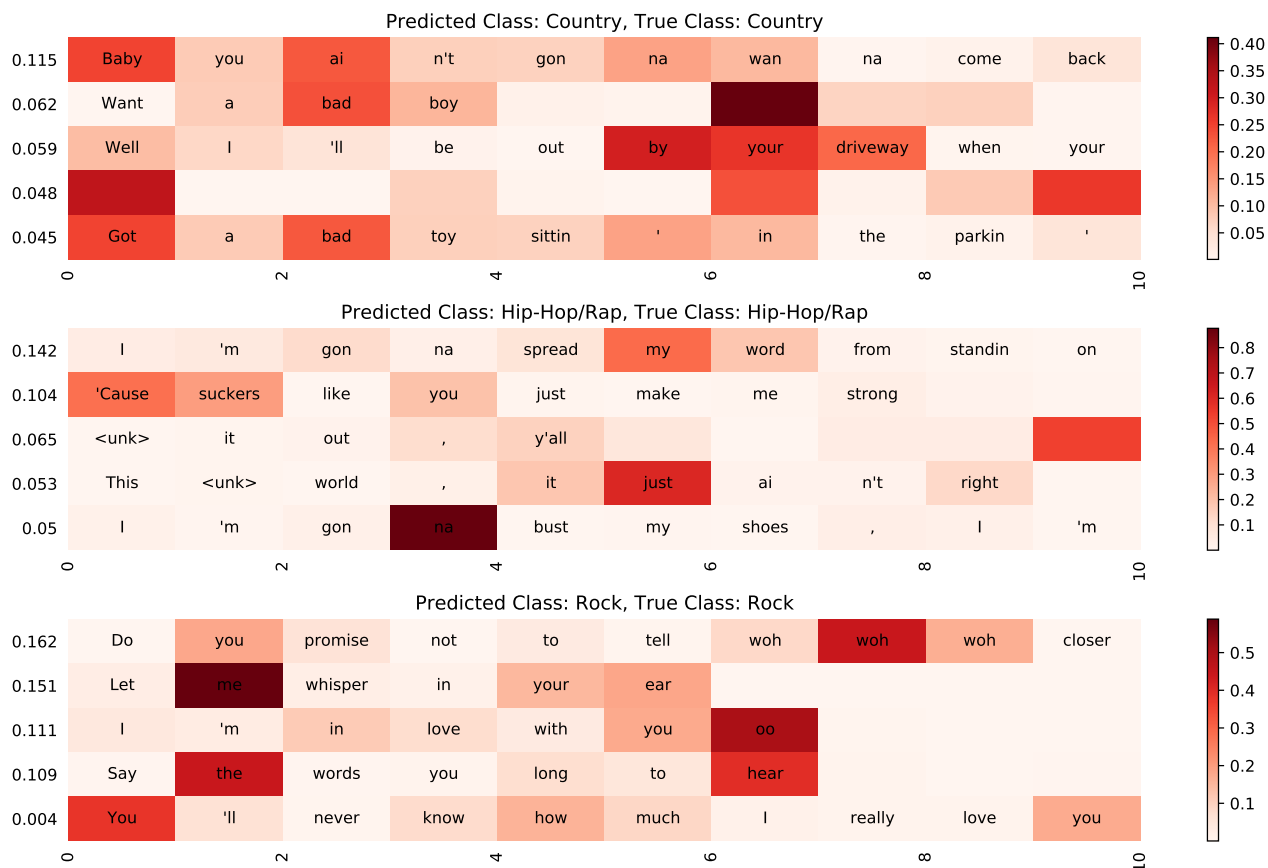 Predicted Class: Country, True Class: Country
0.115 Baby you ai n't gon na wan na come back
0.062 Want a bad boy
0.059 Well I 'll be out by your driveway when your
0.048
0.045 Got a bad toy sittin ' in the parkin '
0 2 4 6 8 10
0.40
0.35
0.30
0.25
0.20
0.15
0.10
0.05
Predicted Class: Hip-Hop/Rap, True Class: Hip-Hop/Rap
0.142 I 'm gon na spread my word from standin on
0.104 'Cause suckers like you just make me strong
0.065 <unk> it out , y'all
0.053 This <unk> world , it just ai n't right
0.05 I 'm gon na bust my shoes , I 'm
0 2 4 6 8 10
0.8
0.7
0.6
0.5
0.4
0.3
0.2
0.1
Predicted Class: Rock, True Class: Rock
0.162 Do you promise not to tell woh woh woh closer
0.151 Let me whisper in your ear
0.111 I 'm in love with you oo
0.109 Say the words you long to hear
0.004 You 'll never know how much I really love you
0 2 4 6 8 10
0.5
0.4
0.3
0.2
0.1